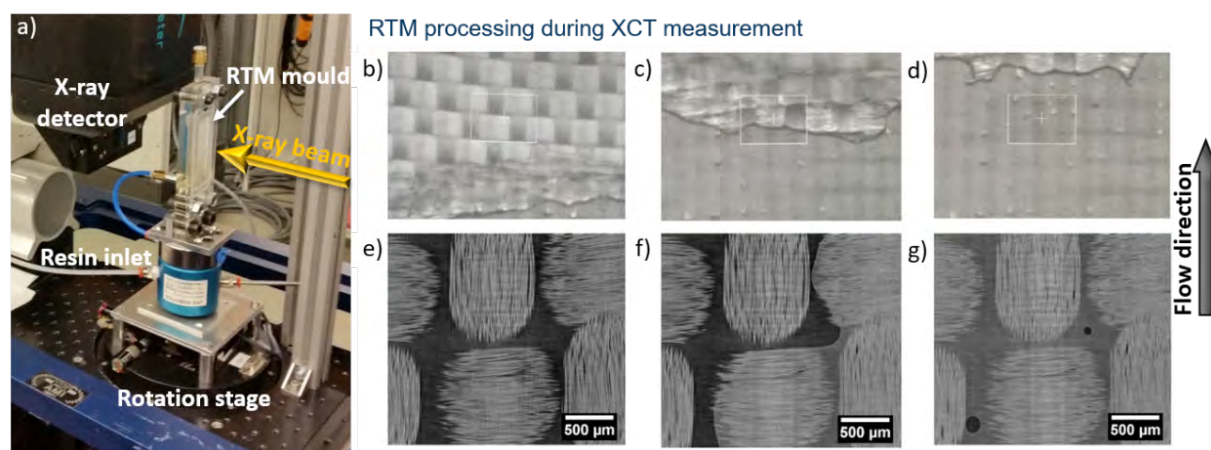 RTM processing during XCT measurement
a)
X-ray
detector
RTM mould
X-ray beam
Resin inlet
Rotation stage
b)
c)
d)
e)
500 µm
f)
500 µm
g)
500 µm
Flow direction